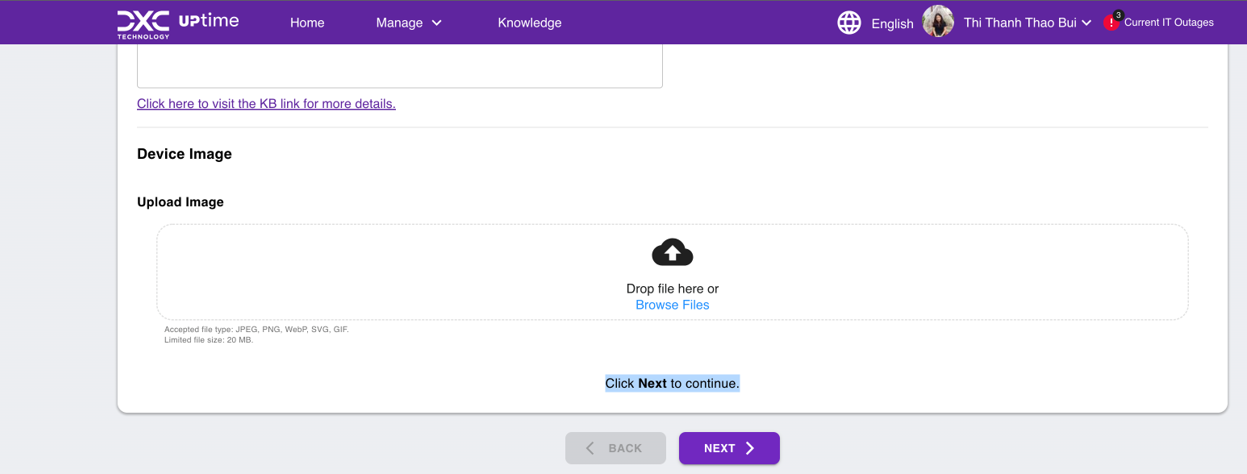 DXC TECHNOLOGY UPtime Home Manage Knowledge English Thi Thanh Thao Bui ! 3 Current IT Outages
Click here to visit the KB link for more details.
Device Image
Upload Image
Drop file here or
Browse Files
Accepted file type: JPEG, PNG, WebP, SVG, GIF.
Limited file size: 20 MB.
Click Next to continue.
BACK NEXT